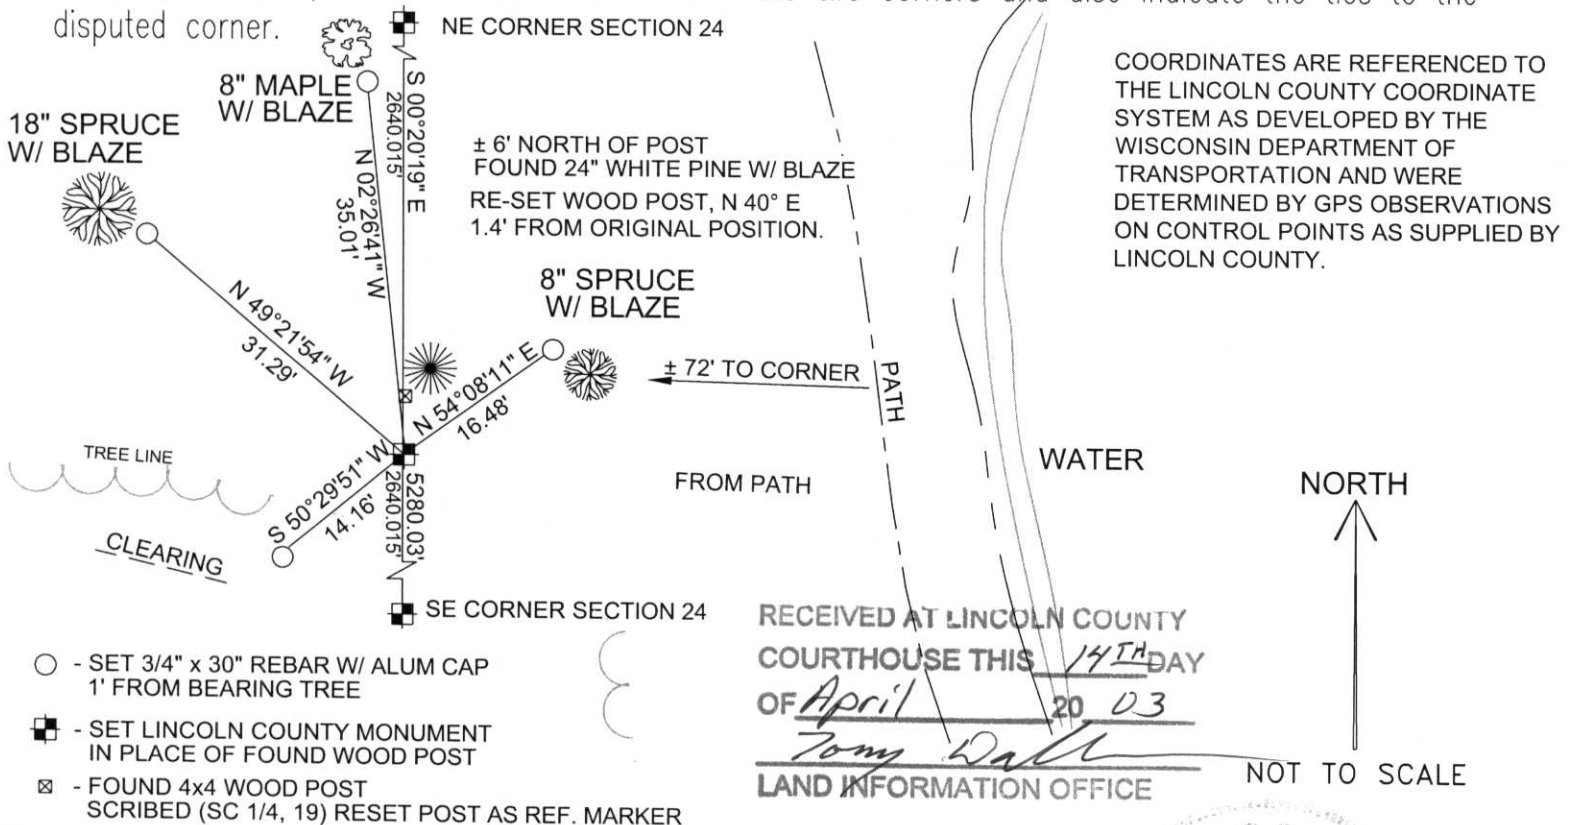 disputed corner.
NE CORNER SECTION 24
8" MAPLE
W/ BLAZE
18" SPRUCE
W/ BLAZE
S 00°20'19" E
2640.015'
N 02°26'41" W
35.01'
± 6' NORTH OF POST
FOUND 24" WHITE PINE W/ BLAZE
RE-SET WOOD POST, N 40° E
1.4' FROM ORIGINAL POSITION.
COORDINATES ARE REFERENCED TO
THE LINCOLN COUNTY COORDINATE
SYSTEM AS DEVELOPED BY THE
WISCONSIN DEPARTMENT OF
TRANSPORTATION AND WERE
DETERMINED BY GPS OBSERVATIONS
ON CONTROL POINTS AS SUPPLIED BY
LINCOLN COUNTY.
8" SPRUCE
W/ BLAZE
N 49°21'54" W
31.29'
N 54°08'11" E
16.48'
± 72' TO CORNER
PATH
FROM PATH
WATER
TREE LINE
CLEARING
S 50°29'51" W
14.16'
5280.03'
2640.015'
SE CORNER SECTION 24
NORTH
NOT TO SCALE
- SET 3/4" x 30" REBAR W/ ALUM CAP
1' FROM BEARING TREE
- SET LINCOLN COUNTY MONUMENT
IN PLACE OF FOUND WOOD POST
- FOUND 4x4 WOOD POST
SCRIBED (SC 1/4, 19) RESET POST AS REF. MARKER
RECEIVED AT LINCOLN COUNTY
COURTHOUSE THIS 14TH DAY
OF April 20 03
Tony
LAND INFORMATION OFFICE